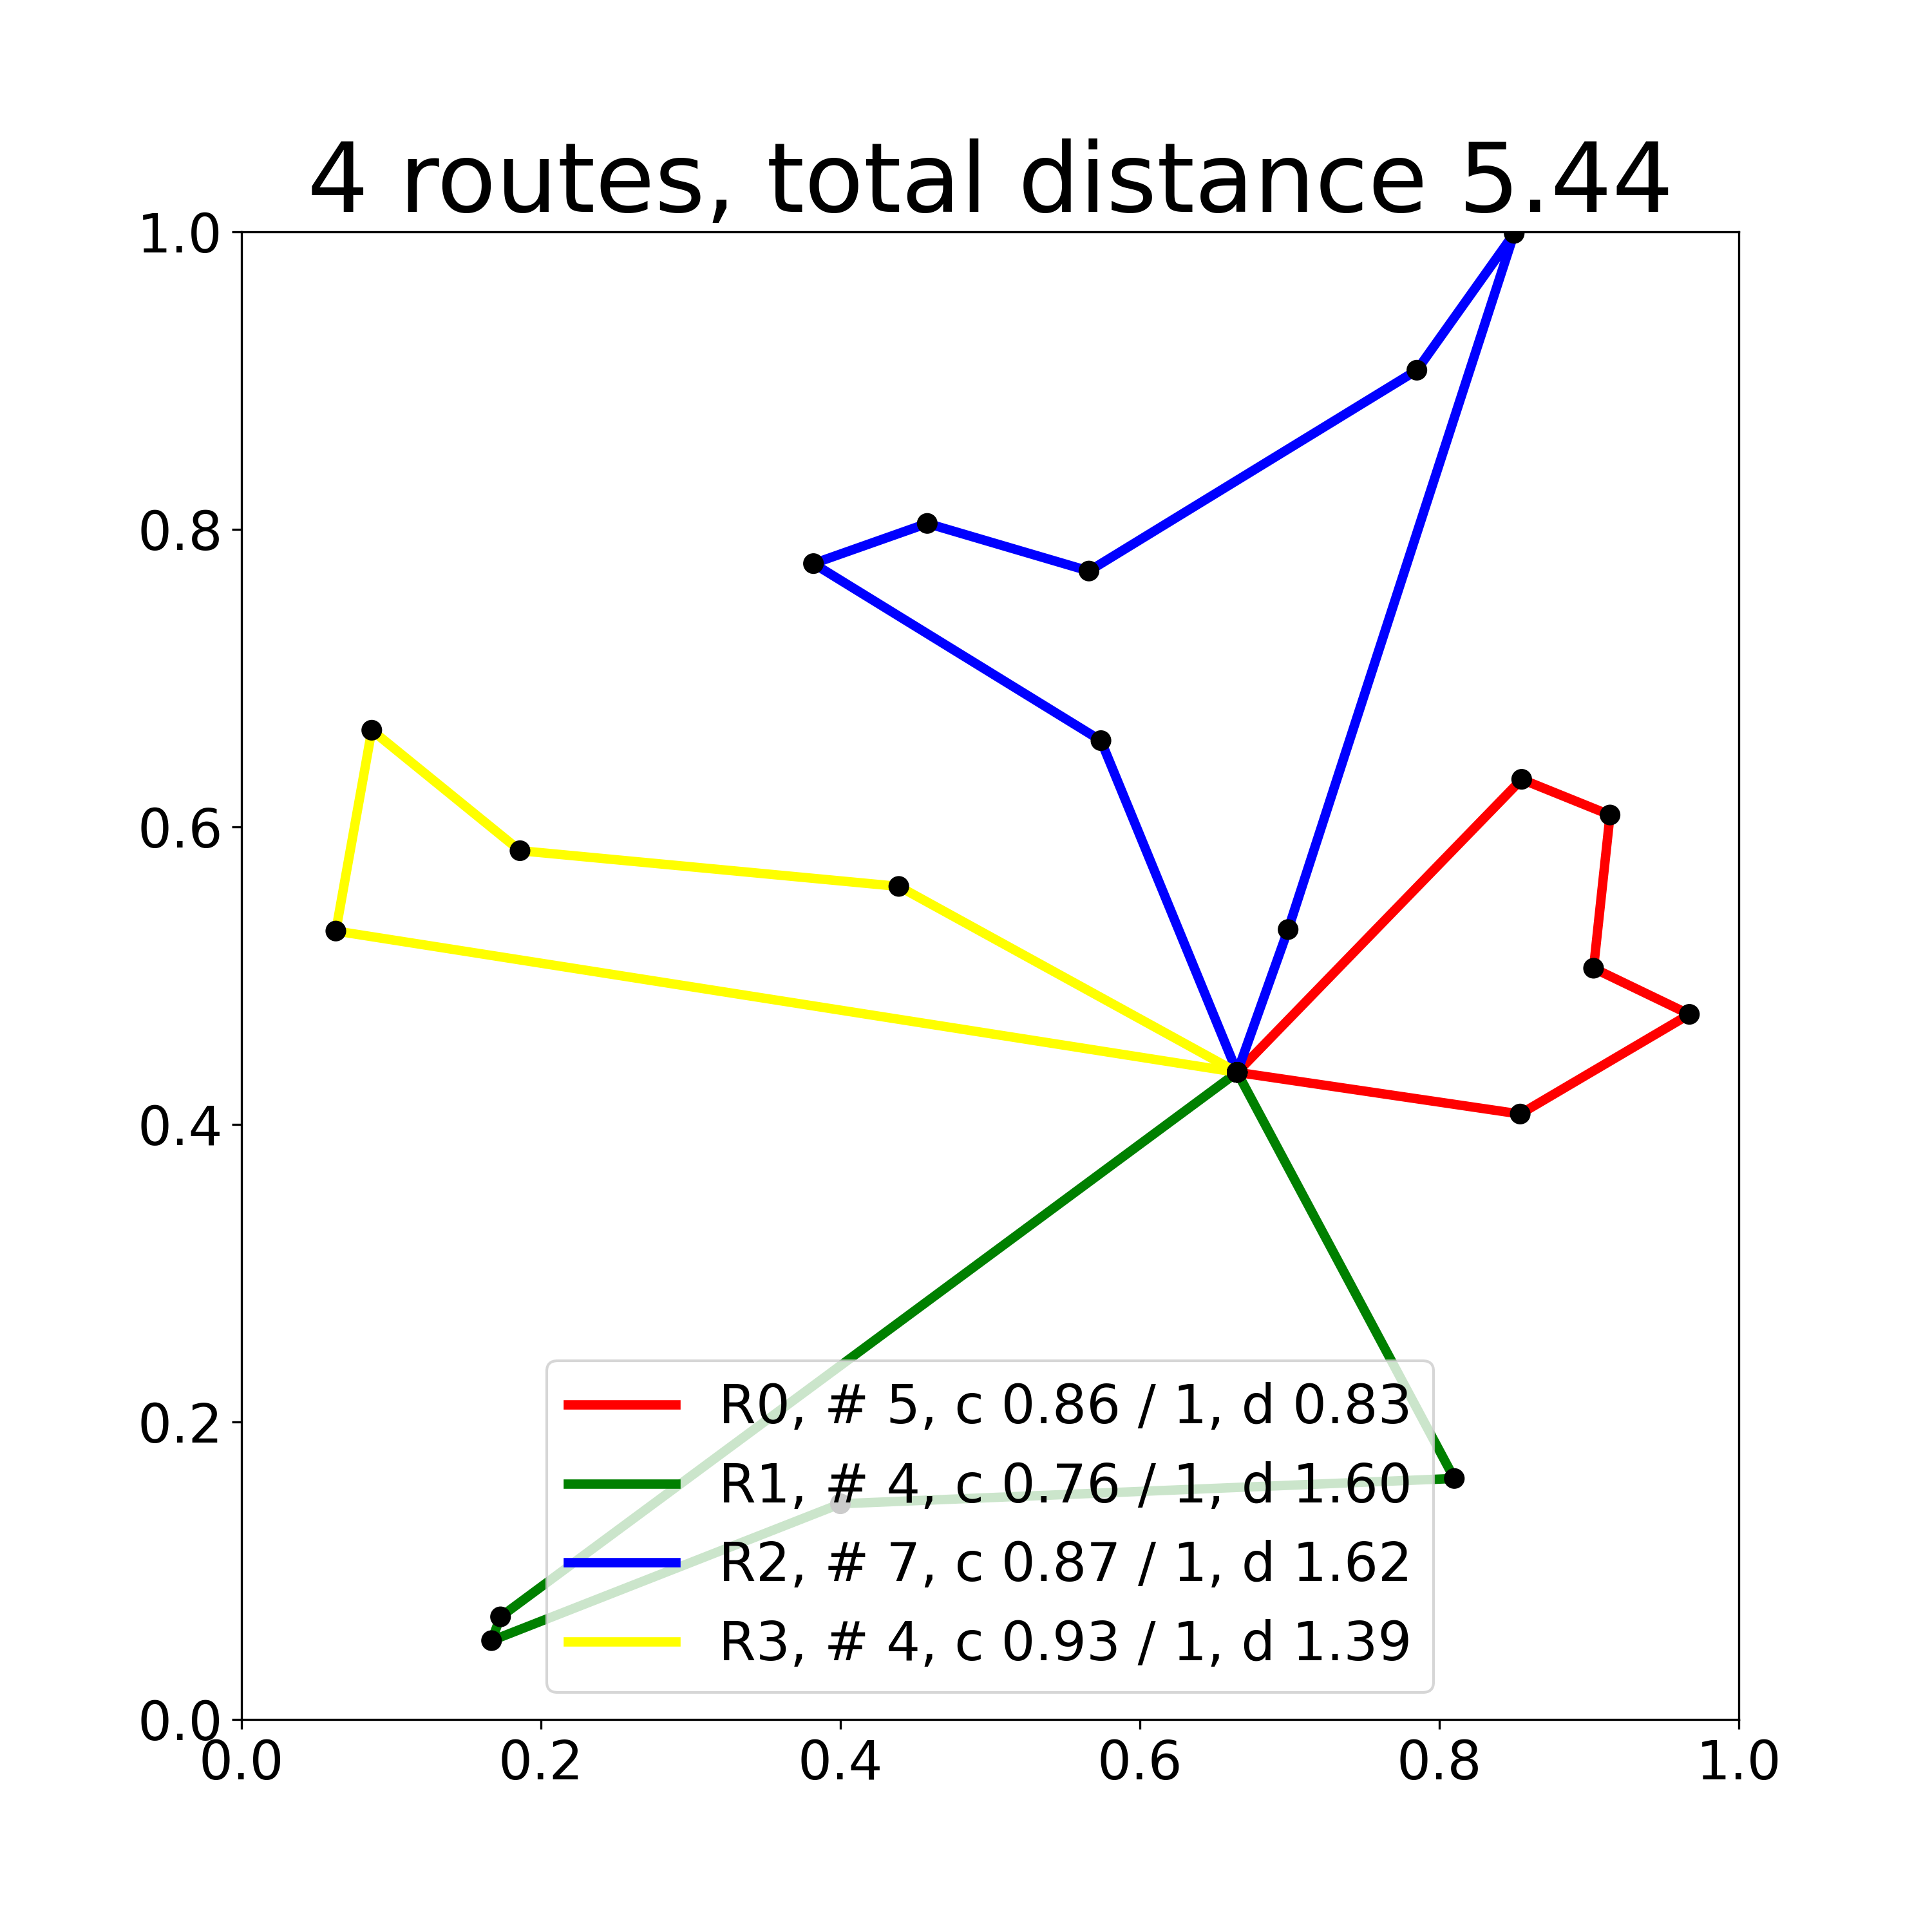 4 routes, total distance 5.44
1.0
0.8
0.6
0.4
0.2
0.0
R0, # 5, c 0.86 / 1, d 0.83
R1, # 4, c 0.76 / 1, d 1.60
R2, # 7, c 0.87 / 1, d 1.62
R3, # 4, c 0.93 / 1, d 1.39
0.0 0.2 0.4 0.6 0.8 1.0